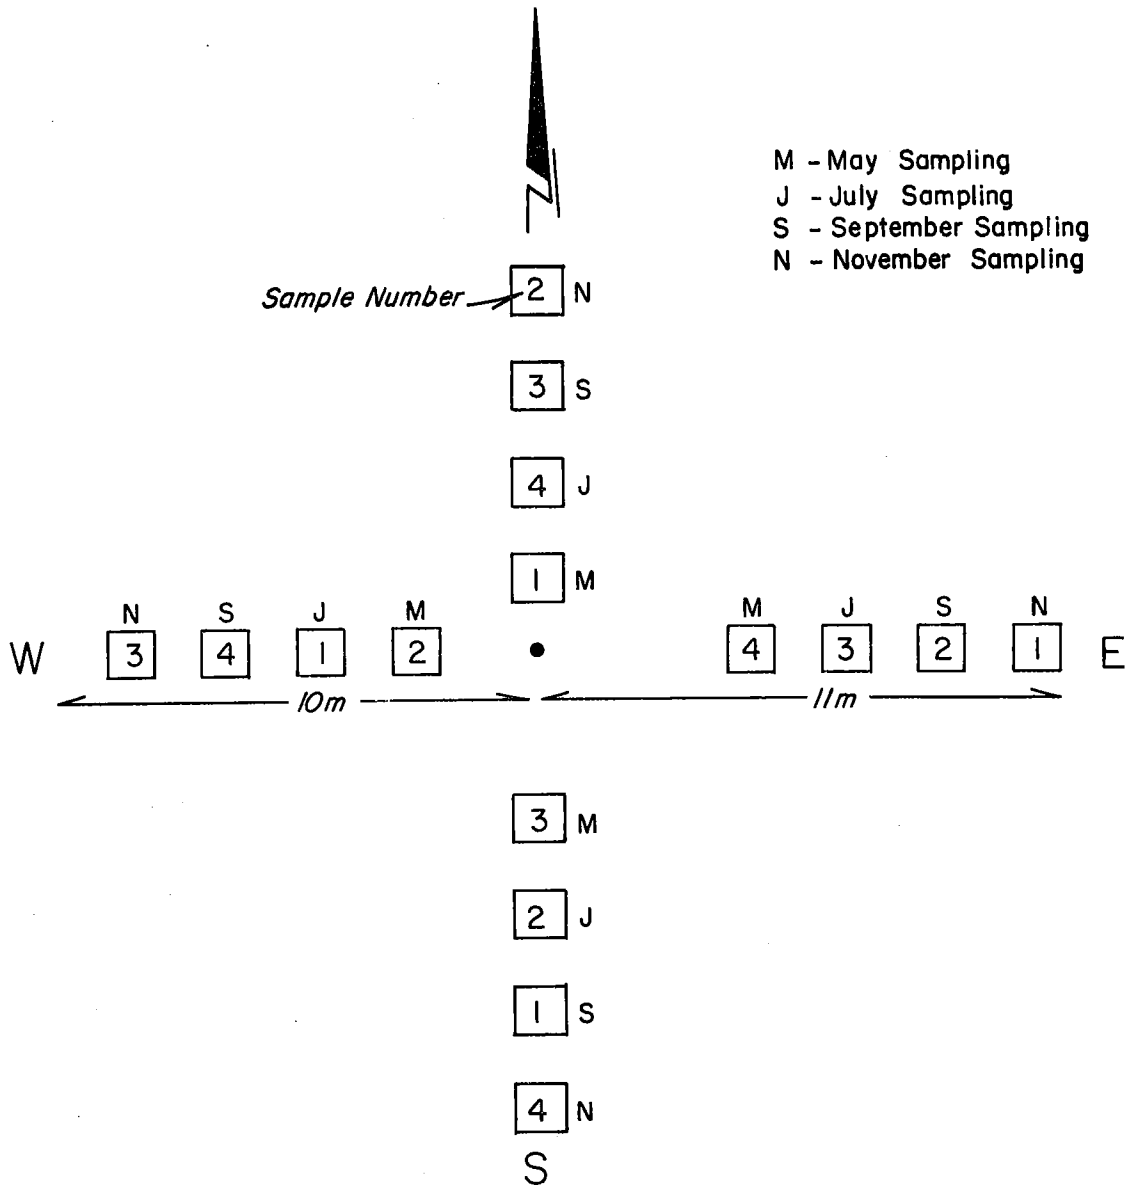 N
M - May Sampling
J - July Sampling
S - September Sampling
N - November Sampling
Sample Number 2 N
3 S
4 J
1 M
N S J M
M J S N
W 3 4 1 2 4 3 2 1 E
10m 11m
3 M
2 J
1 S
4 N
S